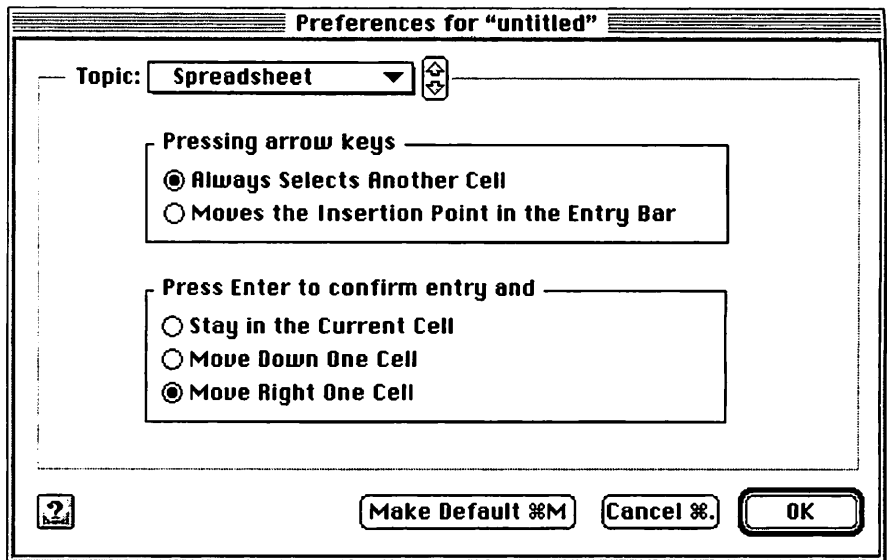 Preferences for “untitled”
Topic: Spreadsheet
Pressing arrow keys
Always Selects Another Cell
Moves the Insertion Point in the Entry Bar
Press Enter to confirm entry and
Stay in the Current Cell
Move Down One Cell
Move Right One Cell
? Make Default ⌘M Cancel ⌘. OK